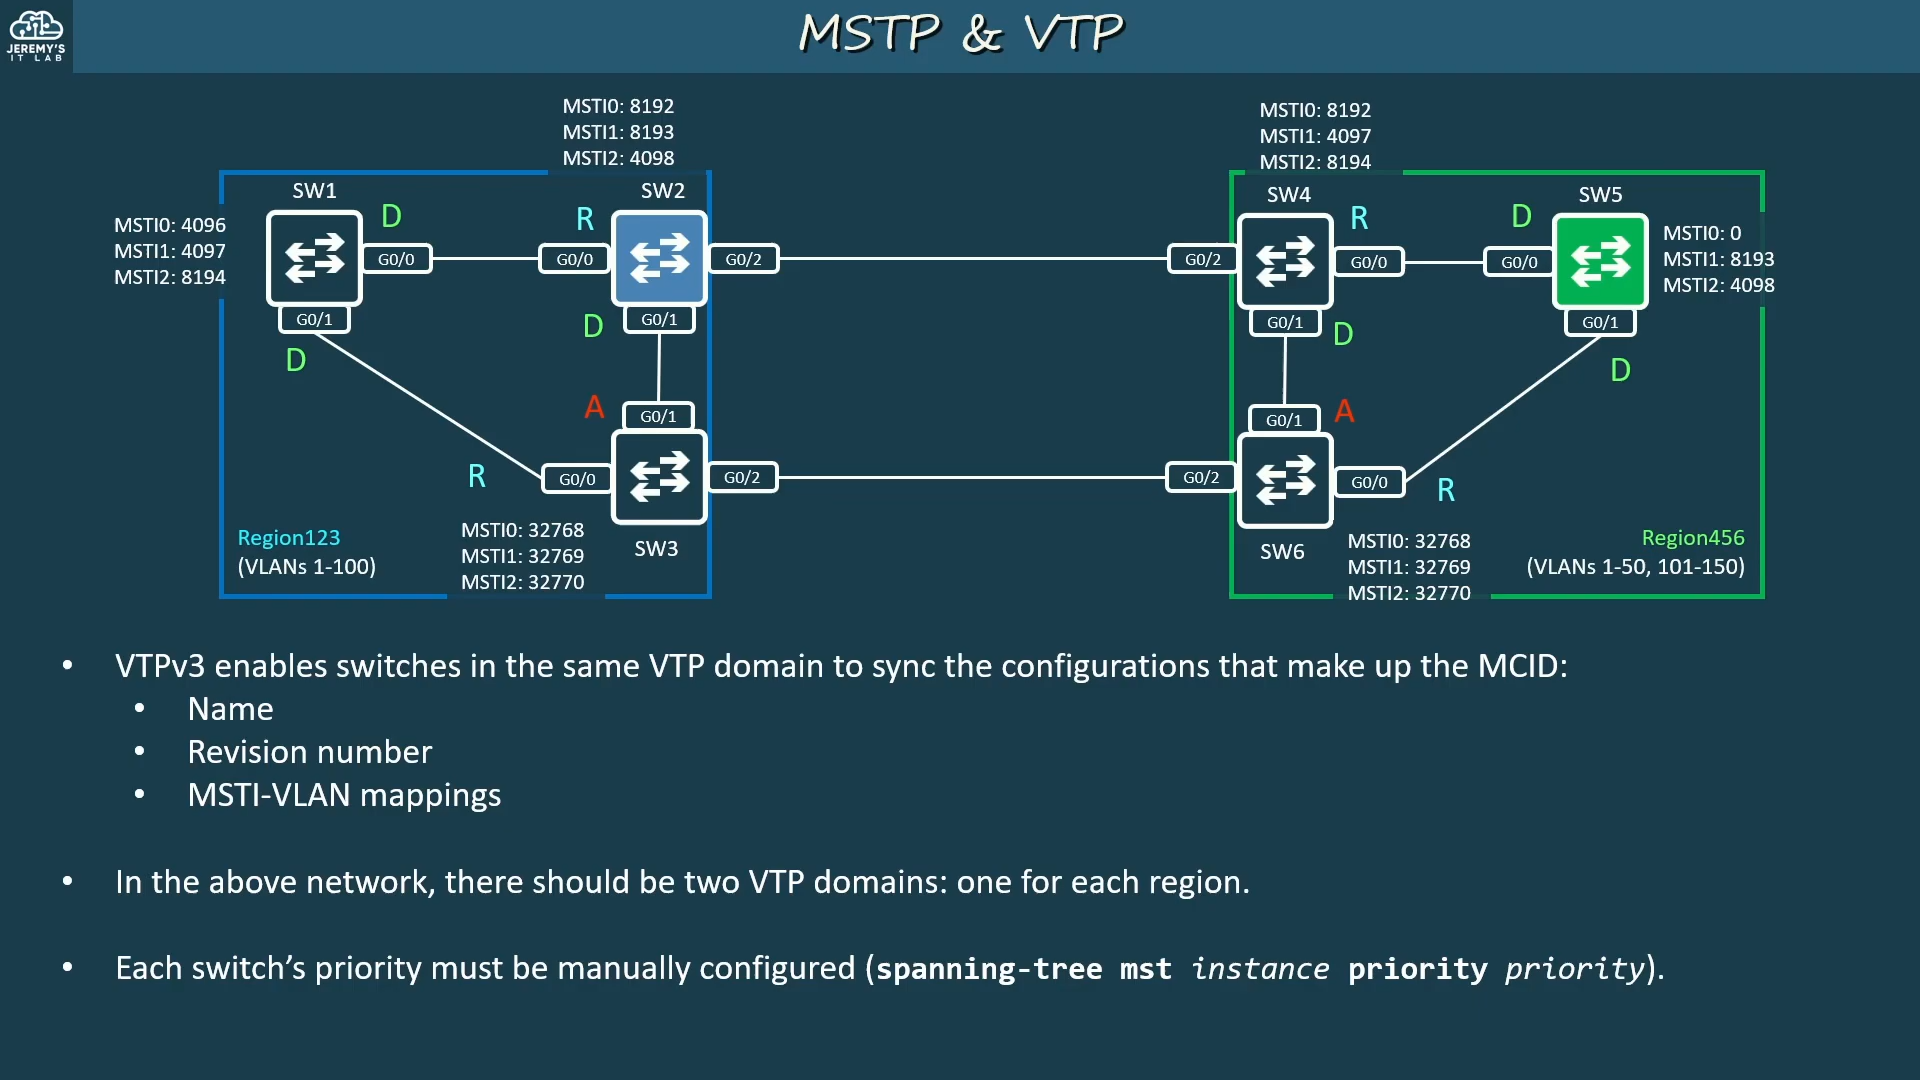 JEREMY'S
IT LAB
MSTP & VTP
MSTI0: 8192
MSTI1: 8193
MSTI2: 4098
MSTI0: 8192
MSTI1: 4097
MSTI2: 8194
SW1
SW2
SW4
SW5
MSTI0: 4096
MSTI1: 4097
MSTI2: 8194
D
R
R
D
MSTI0: 0
MSTI1: 8193
MSTI2: 4098
G0/0
G0/0
G0/2
G0/2
G0/0
G0/0
G0/1
G0/1
G0/1
G0/1
D
D
D
D
A
G0/1
G0/1
A
R
G0/0
G0/2
G0/2
G0/0
R
Region123
(VLANs 1-100)
MSTI0: 32768
MSTI1: 32769
MSTI2: 32770
SW3
SW6
MSTI0: 32768
MSTI1: 32769
MSTI2: 32770
Region456
(VLANs 1-50, 101-150)
• VTPv3 enables switches in the same VTP domain to sync the configurations that make up the MCID:
• Name
• Revision number
• MSTI-VLAN mappings
• In the above network, there should be two VTP domains: one for each region.
• Each switch’s priority must be manually configured (spanning-tree mst instance priority priority).